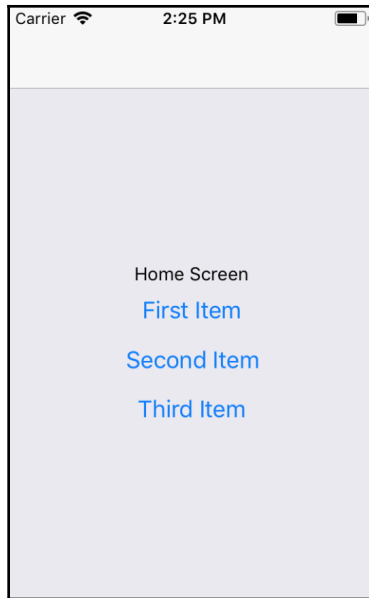 Carrier 2:25 PM
Home Screen
First Item
Second Item
Third Item